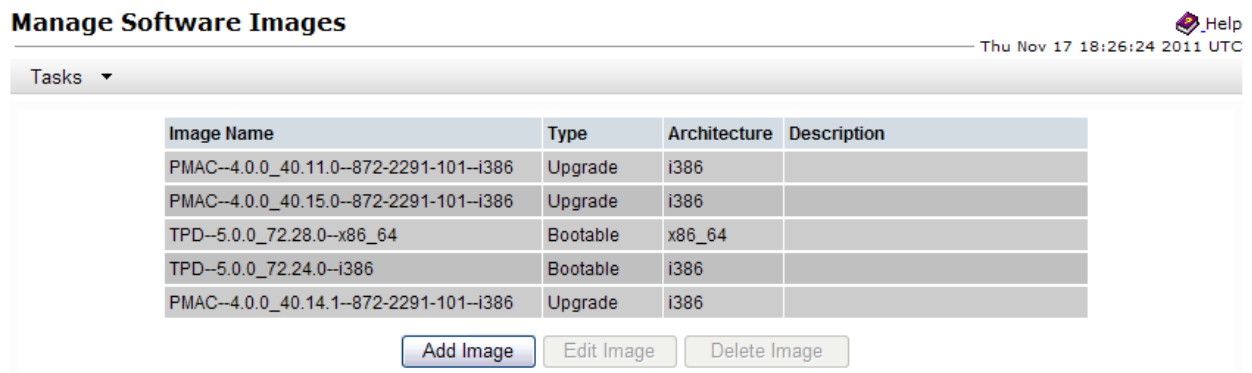 Manage Software Images
Help
Thu Nov 17 18:26:24 2011 UTC
Tasks
Image Name Type Architecture Description
PMAC--4.0.0_40.11.0--872-2291-101--i386 Upgrade i386
PMAC--4.0.0_40.15.0--872-2291-101--i386 Upgrade i386
TPD--5.0.0_72.28.0--x86_64 Bootable x86_64
TPD--5.0.0_72.24.0--i386 Bootable i386
PMAC--4.0.0_40.14.1--872-2291-101--i386 Upgrade i386
Add Image Edit Image Delete Image